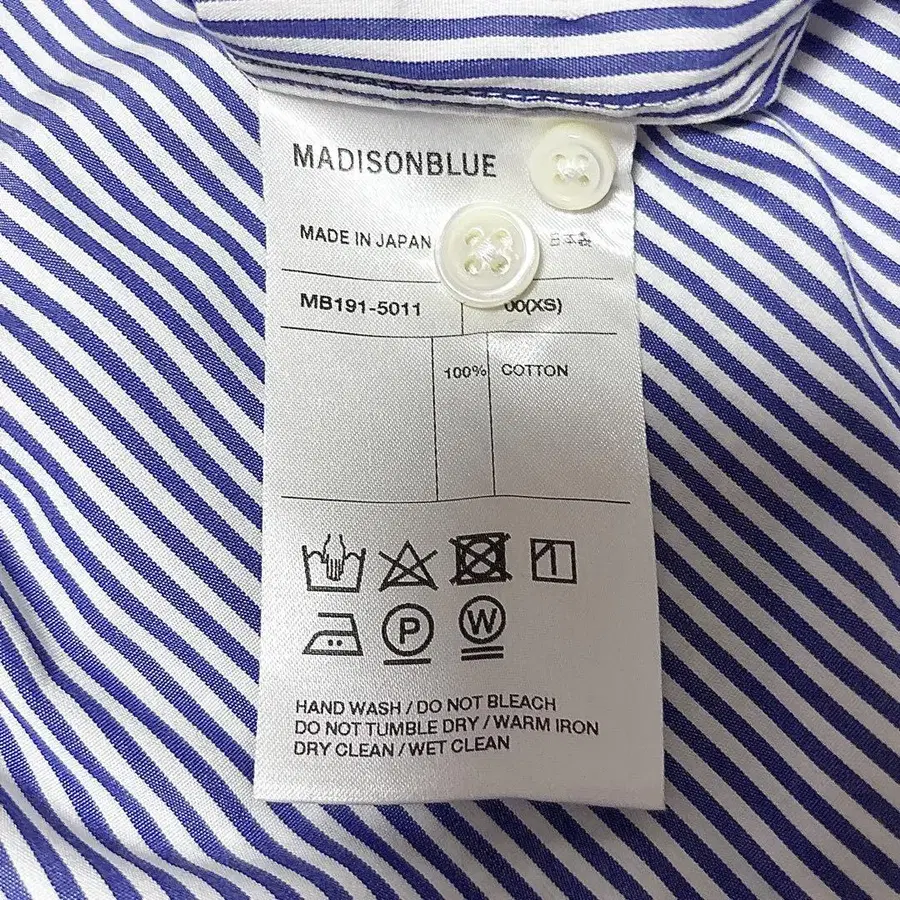 MADISONBLUE
MADE IN JAPAN 日本製
MB191-5011 00(XS)
100% COTTON
P W
HAND WASH / DO NOT BLEACH
DO NOT TUMBLE DRY / WARM IRON
DRY CLEAN / WET CLEAN